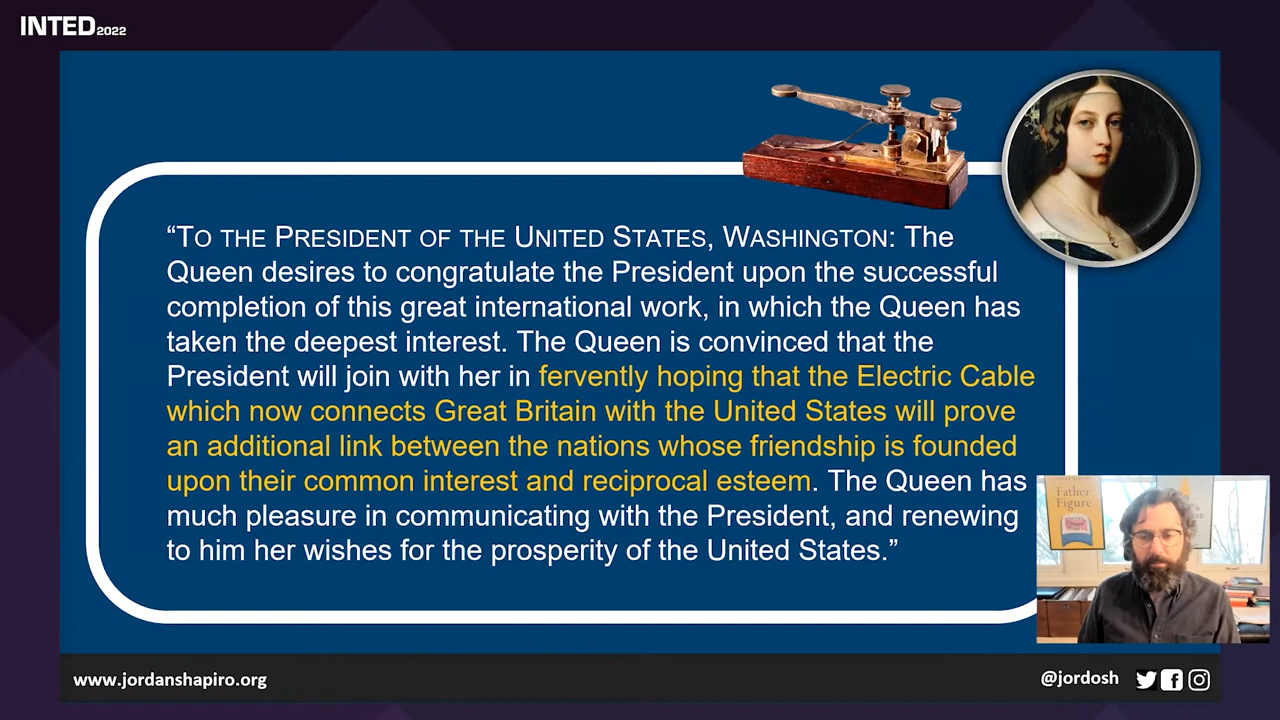 INTED2022
“TO THE PRESIDENT OF THE UNITED STATES, WASHINGTON: The
Queen desires to congratulate the President upon the successful
completion of this great international work, in which the Queen has
taken the deepest interest. The Queen is convinced that the
President will join with her in fervently hoping that the Electric Cable
which now connects Great Britain with the United States will prove
an additional link between the nations whose friendship is founded
upon their common interest and reciprocal esteem. The Queen has
much pleasure in communicating with the President, and renewing
to him her wishes for the prosperity of the United States.”
Father
Figure
www.jordanshapiro.org
@jordosh